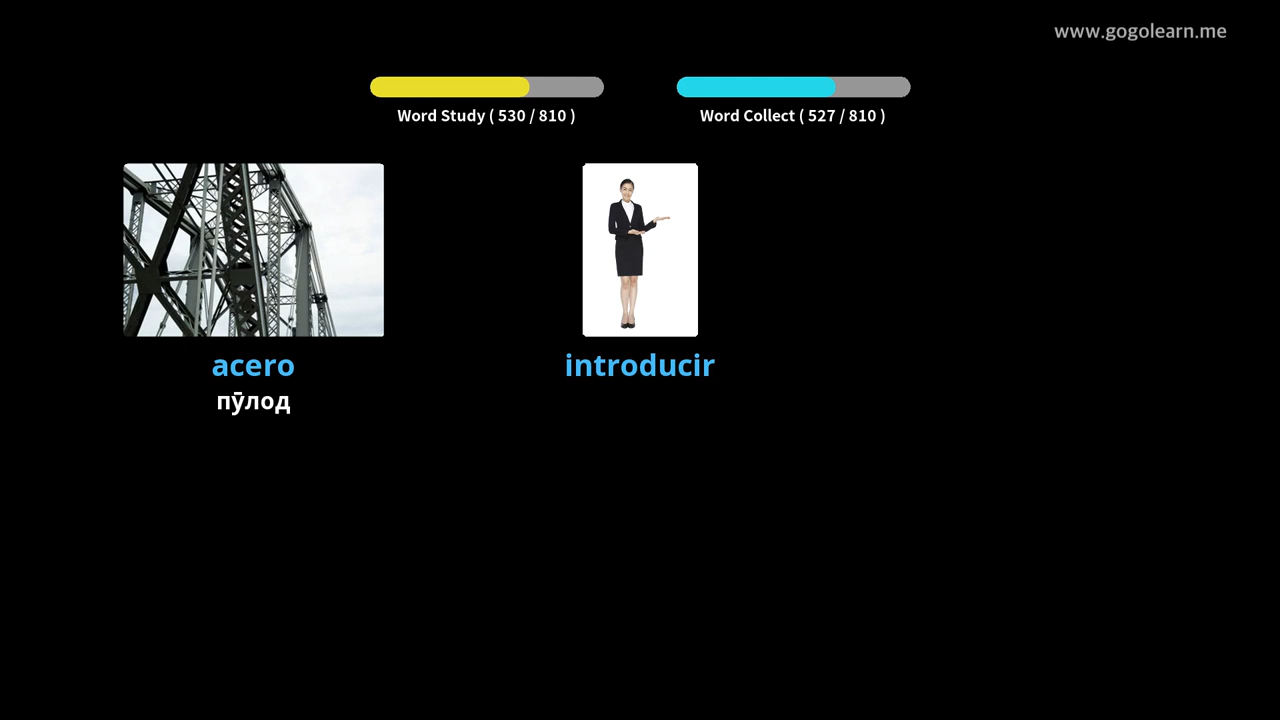 www.gogolearn.me
Word Study ( 530 / 810 )
Word Collect ( 527 / 810 )
acero
introducir
пӯлод